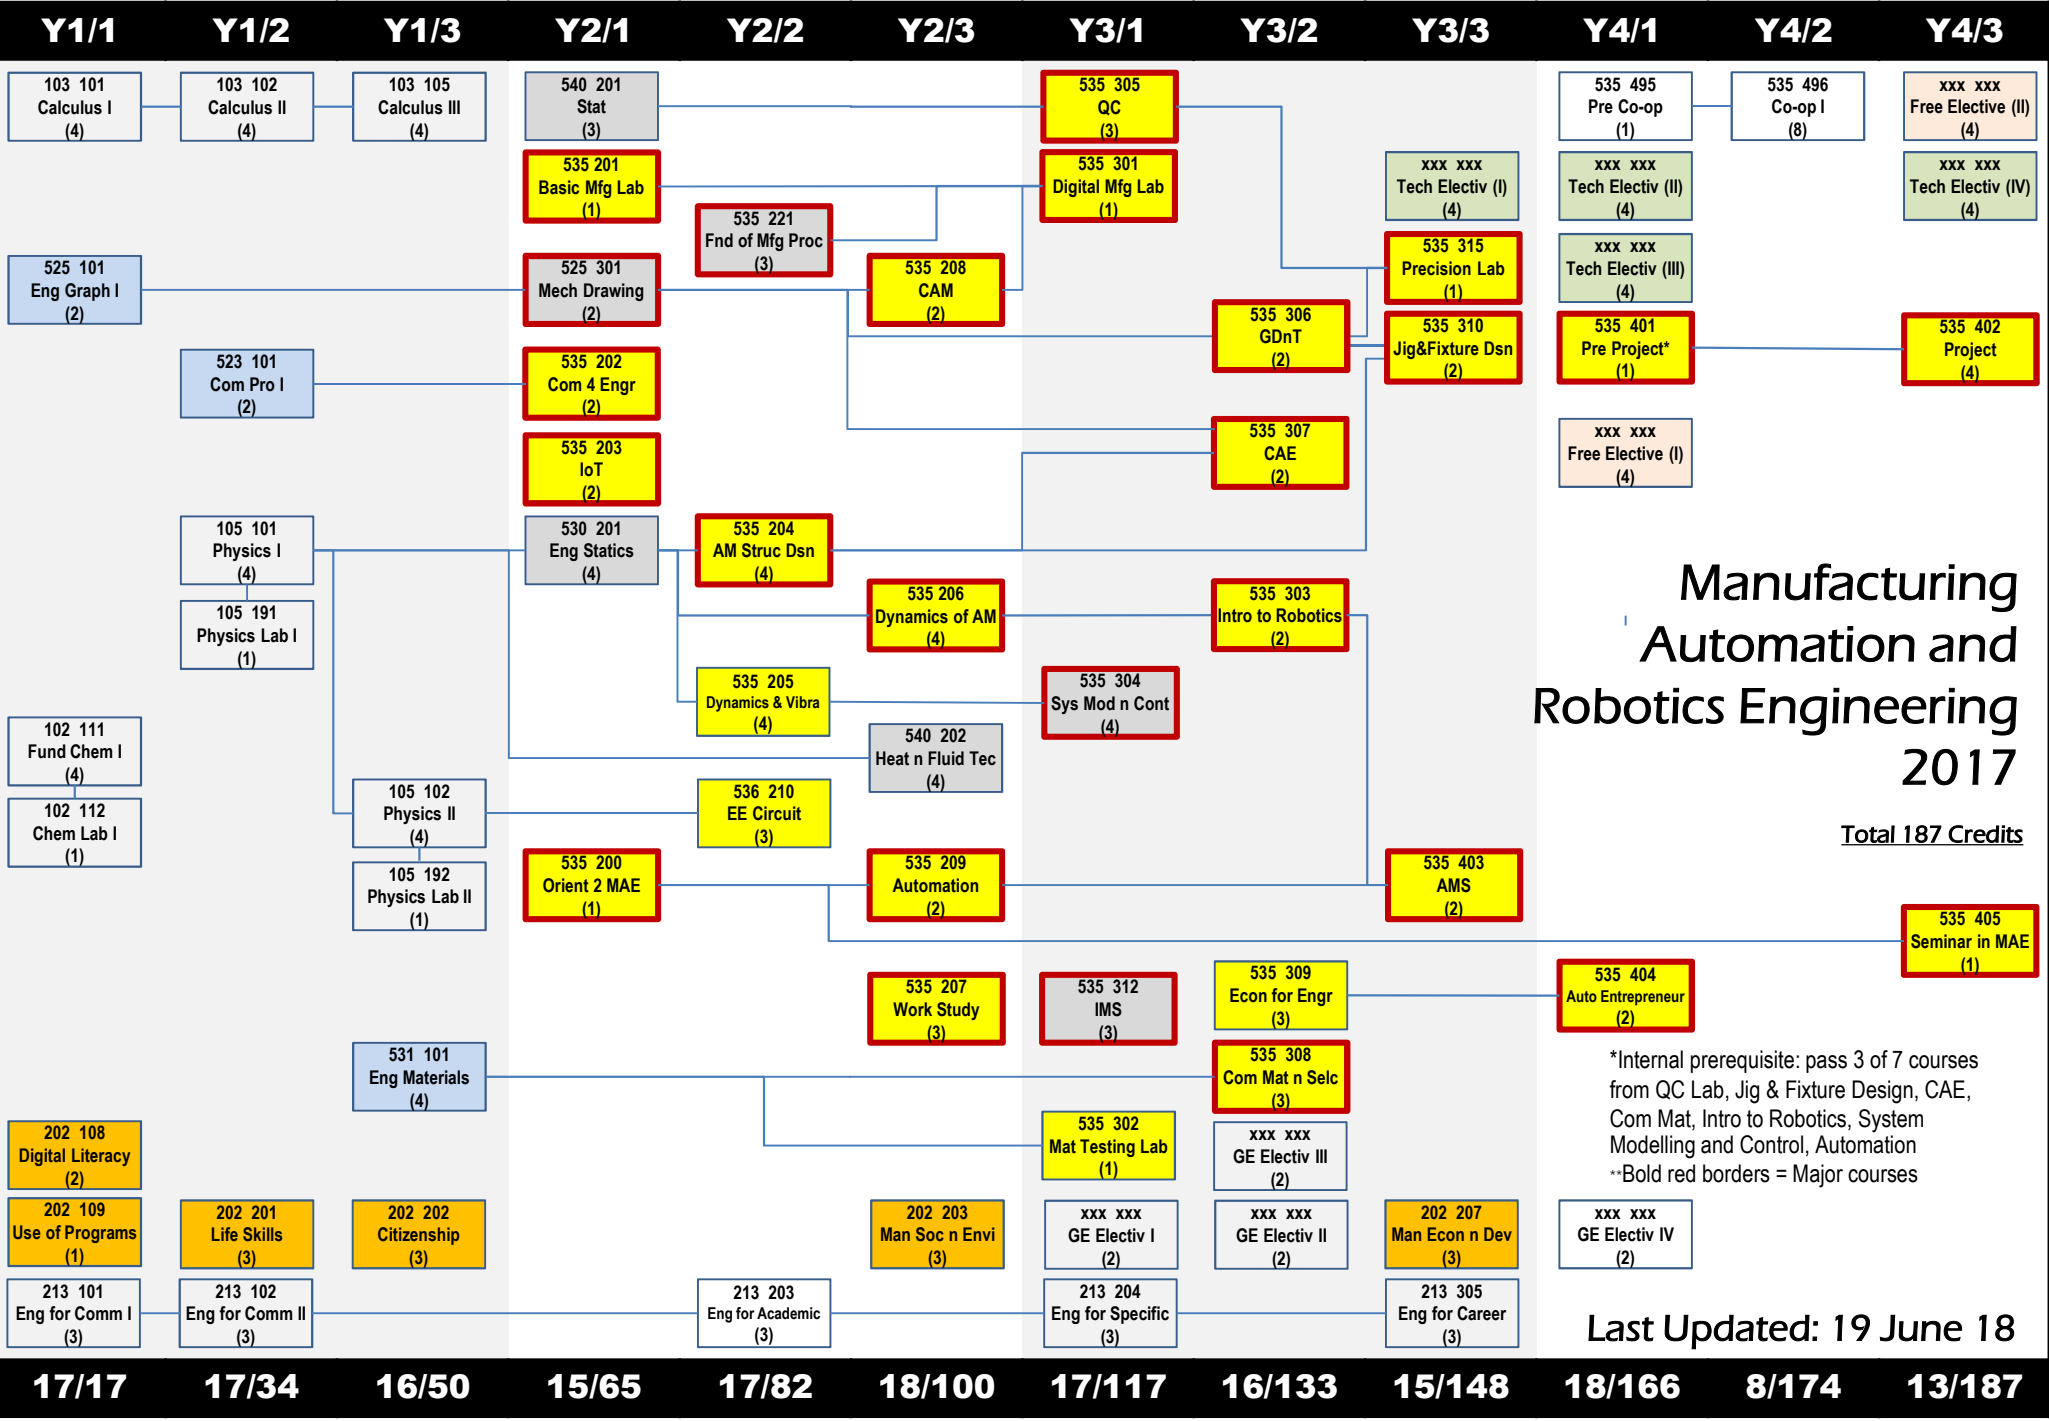 Y1/1 Y1/2 Y1/3 Y2/1 Y2/2 Y2/3 Y3/1 Y3/2 Y3/3 Y4/1 Y4/2 Y4/3
103 101
Calculus I
(4)
103 102
Calculus II
(4)
103 105
Calculus III
(4)
540 201
Stat
(3)
535 305
QC
(3)
535 495
Pre Co-op
(1)
535 496
Co-op I
(8)
xxx xxx
Free Elective (II)
(4)
535 201
Basic Mfg Lab
(1)
535 301
Digital Mfg Lab
(1)
xxx xxx
Tech Electiv (I)
(4)
xxx xxx
Tech Electiv (II)
(4)
xxx xxx
Tech Electiv (IV)
(4)
535 221
Fnd of Mfg Proc
(3)
535 315
Precision Lab
(1)
xxx xxx
Tech Electiv (III)
(4)
525 101
Eng Graph I
(2)
525 301
Mech Drawing
(2)
535 208
CAM
(2)
535 306
GDnT
(2)
535 310
Jig&Fixture Dsn
(2)
535 401
Pre Project*
(1)
535 402
Project
(4)
523 101
Com Pro I
(2)
535 202
Com 4 Engr
(2)
535 307
CAE
(2)
xxx xxx
Free Elective (I)
(4)
535 203
IoT
(2)
105 101
Physics I
(4)
530 201
Eng Statics
(4)
535 204
AM Struc Dsn
(4)
Manufacturing
Automation and
Robotics Engineering
2017
Total 187 Credits
105 191
Physics Lab I
(1)
535 206
Dynamics of AM
(4)
535 303
Intro to Robotics
(2)
535 205
Dynamics & Vibra
(4)
535 304
Sys Mod n Cont
(4)
102 111
Fund Chem I
(4)
540 202
Heat n Fluid Tec
(4)
102 112
Chem Lab I
(1)
105 102
Physics II
(4)
536 210
EE Circuit
(3)
105 192
Physics Lab II
(1)
535 200
Orient 2 MAE
(1)
535 209
Automation
(2)
535 403
AMS
(2)
535 405
Seminar in MAE
(1)
535 207
Work Study
(3)
535 312
IMS
(3)
535 309
Econ for Engr
(3)
535 404
Auto Entrepreneur
(2)
531 101
Eng Materials
(4)
535 308
Com Mat n Selc
(3)
*Internal prerequisite: pass 3 of 7 courses
from QC Lab, Jig & Fixture Design, CAE,
Com Mat, Intro to Robotics, System
Modelling and Control, Automation
**Bold red borders = Major courses
202 108
Digital Literacy
(2)
535 302
Mat Testing Lab
(1)
xxx xxx
GE Electiv III
(2)
202 109
Use of Programs
(1)
202 201
Life Skills
(3)
202 202
Citizenship
(3)
202 203
Man Soc n Envi
(3)
xxx xxx
GE Electiv I
(2)
xxx xxx
GE Electiv II
(2)
202 207
Man Econ n Dev
(3)
xxx xxx
GE Electiv IV
(2)
213 101
Eng for Comm I
(3)
213 102
Eng for Comm II
(3)
213 203
Eng for Academic
(3)
213 204
Eng for Specific
(3)
213 305
Eng for Career
(3)
Last Updated: 19 June 18
17/17 17/34 16/50 15/65 17/82 18/100 17/117 16/133 15/148 18/166 8/174 13/187